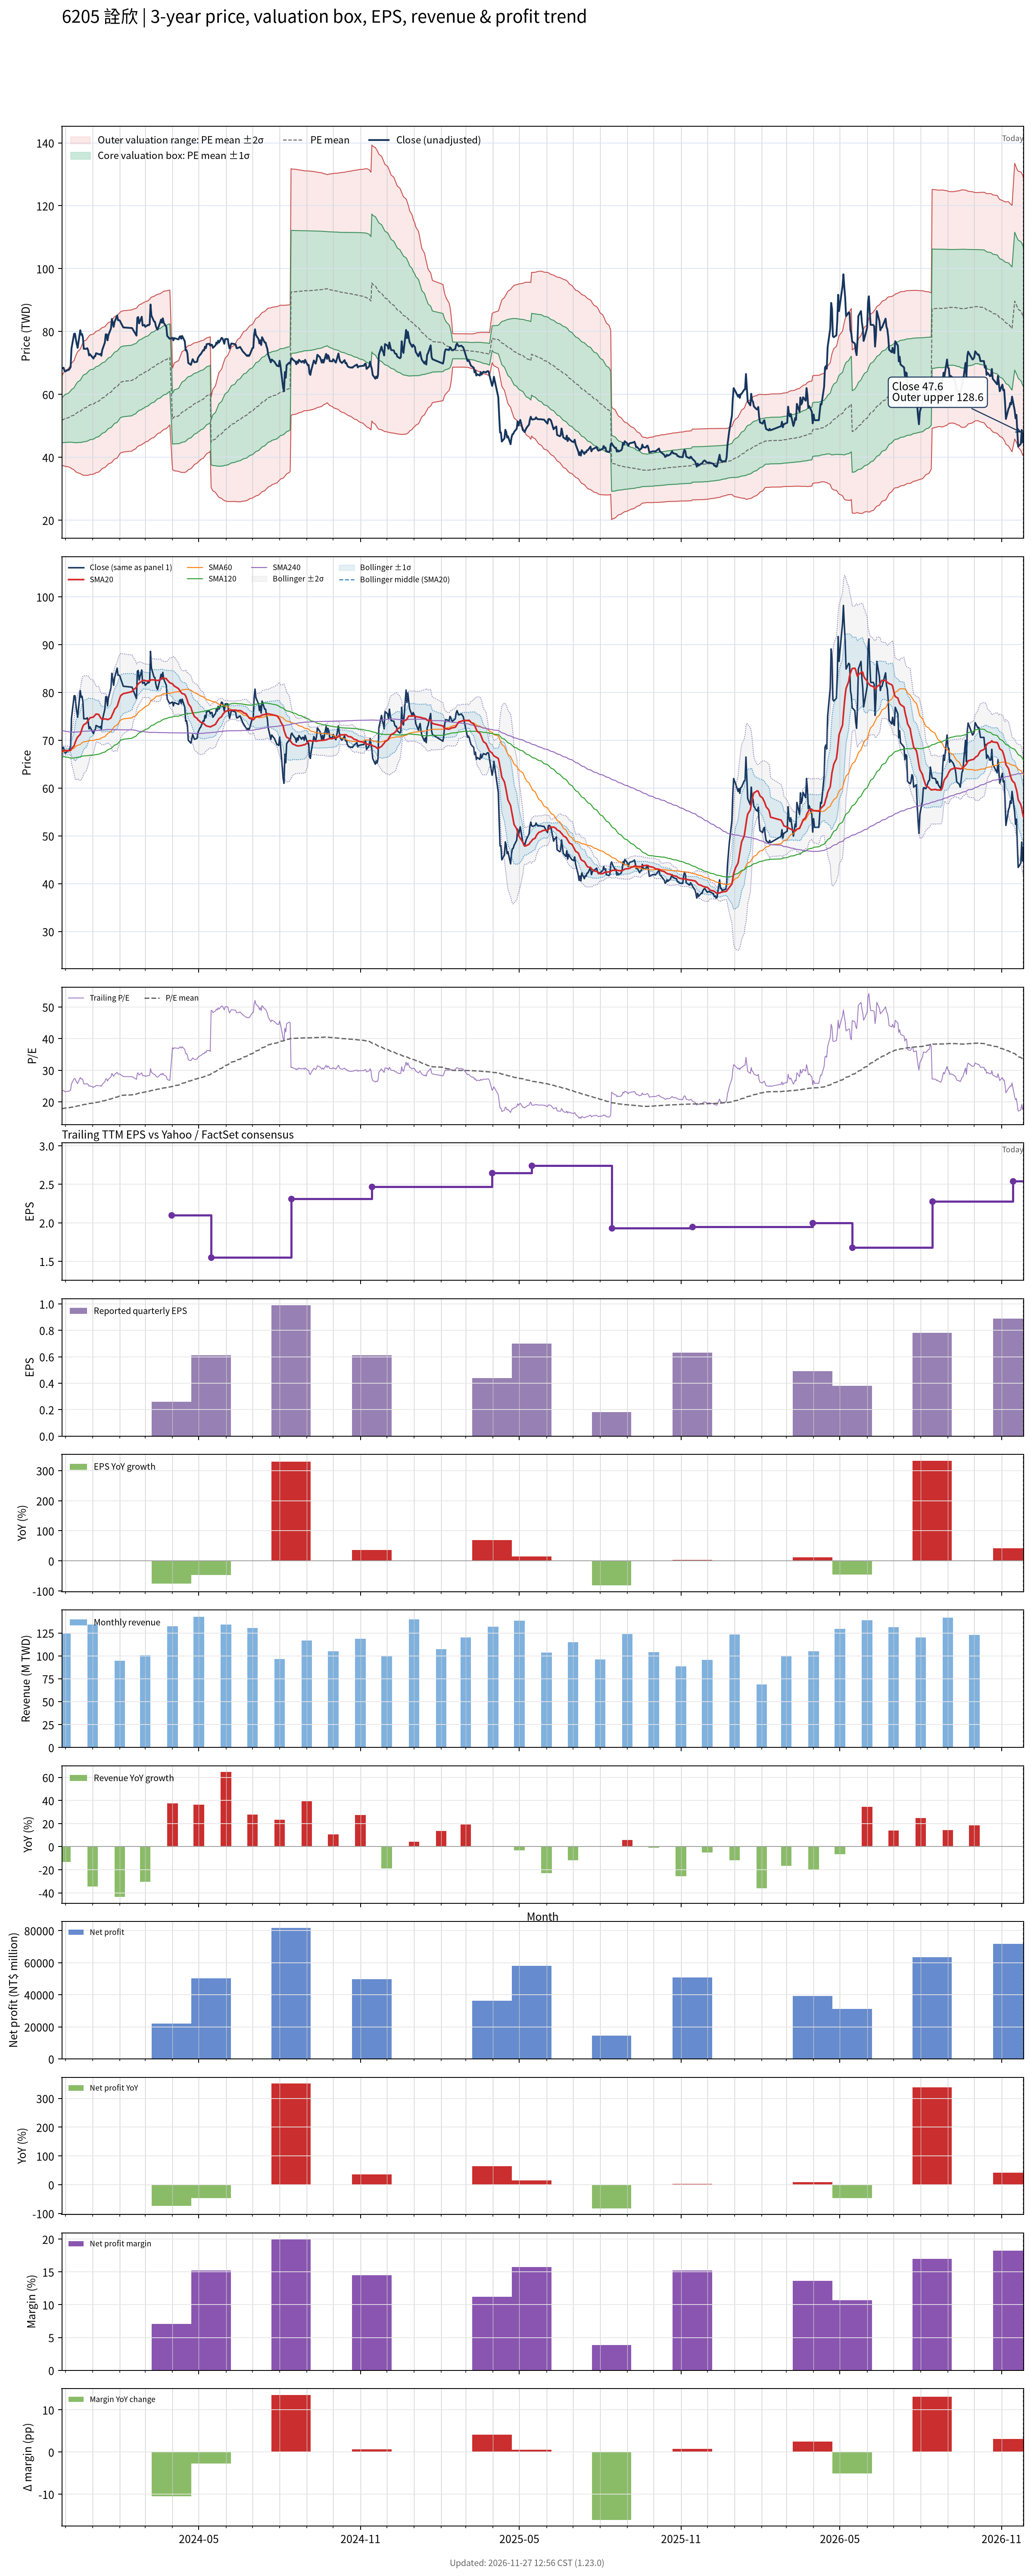 6205 詮欣 | 3-year price, valuation box, EPS, revenue & profit trend
Outer valuation range: PE mean ±2σ
Core valuation box: PE mean ±1σ
PE mean
Close (unadjusted)
Today
Price (TWD)
140
120
100
80
60
40
20
Close 47.6
Outer upper 128.6
Close (same as panel 1)
SMA20
SMA60
SMA120
SMA240
Bollinger ±2σ
Bollinger ±1σ
Bollinger middle (SMA20)
Price
100
90
80
70
60
50
40
30
Trailing P/E
P/E mean
P/E
50
40
30
20
Trailing TTM EPS vs Yahoo / FactSet consensus
Today
EPS
3.0
2.5
2.0
1.5
Reported quarterly EPS
EPS
1.0
0.8
0.6
0.4
0.2
0.0
EPS YoY growth
YoY (%)
300
200
100
0
-100
Monthly revenue
Revenue (M TWD)
125
100
75
50
25
0
Revenue YoY growth
YoY (%)
60
40
20
0
-20
-40
Month
Net profit
Net profit (NT$ million)
80000
60000
40000
20000
0
Net profit YoY
YoY (%)
300
200
100
0
-100
Net profit margin
Margin (%)
20
15
10
5
0
Margin YoY change
Δ margin (pp)
10
0
-10
2024-05
2024-11
2025-05
2025-11
2026-05
2026-11
Updated: 2026-11-27 12:56 CST (1.23.0)